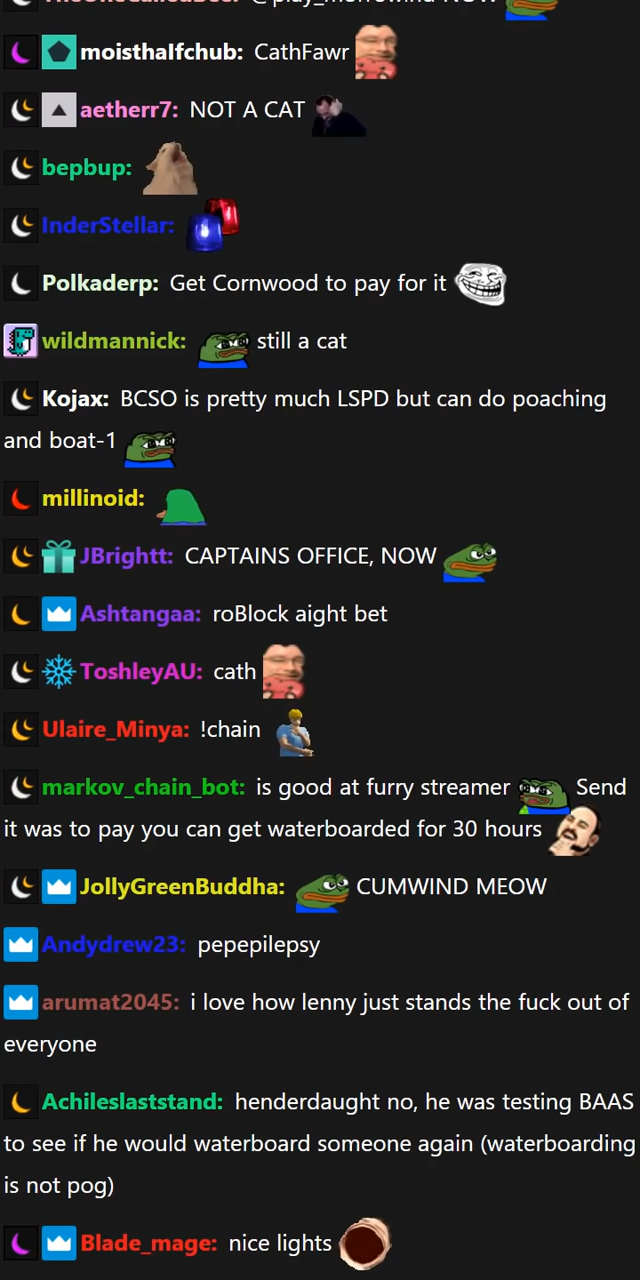 moisthalfchub: CathFawr
aetherr7: NOT A CAT
bepbup:
InderStellar:
Polkaderp: Get Cornwood to pay for it
wildmannick: still a cat
Kojax: BCSO is pretty much LSPD but can do poaching
and boat-1
millinoid:
JBrightt: CAPTAINS OFFICE, NOW
Ashtangaa: roBlock aight bet
ToshleyAU: cath
Ulaire_Minya: !chain
markov_chain_bot: is good at furry streamer Send
it was to pay you can get waterboarded for 30 hours
JollyGreenBuddha: CUMWIND MEOW
Andydrew23: pepepilepsy
arumat2045: i love how lenny just stands the fuck out of
everyone
Achileslaststand: henderdaught no, he was testing BAAS
to see if he would waterboard someone again (waterboarding
is not pog)
Blade_mage: nice lights